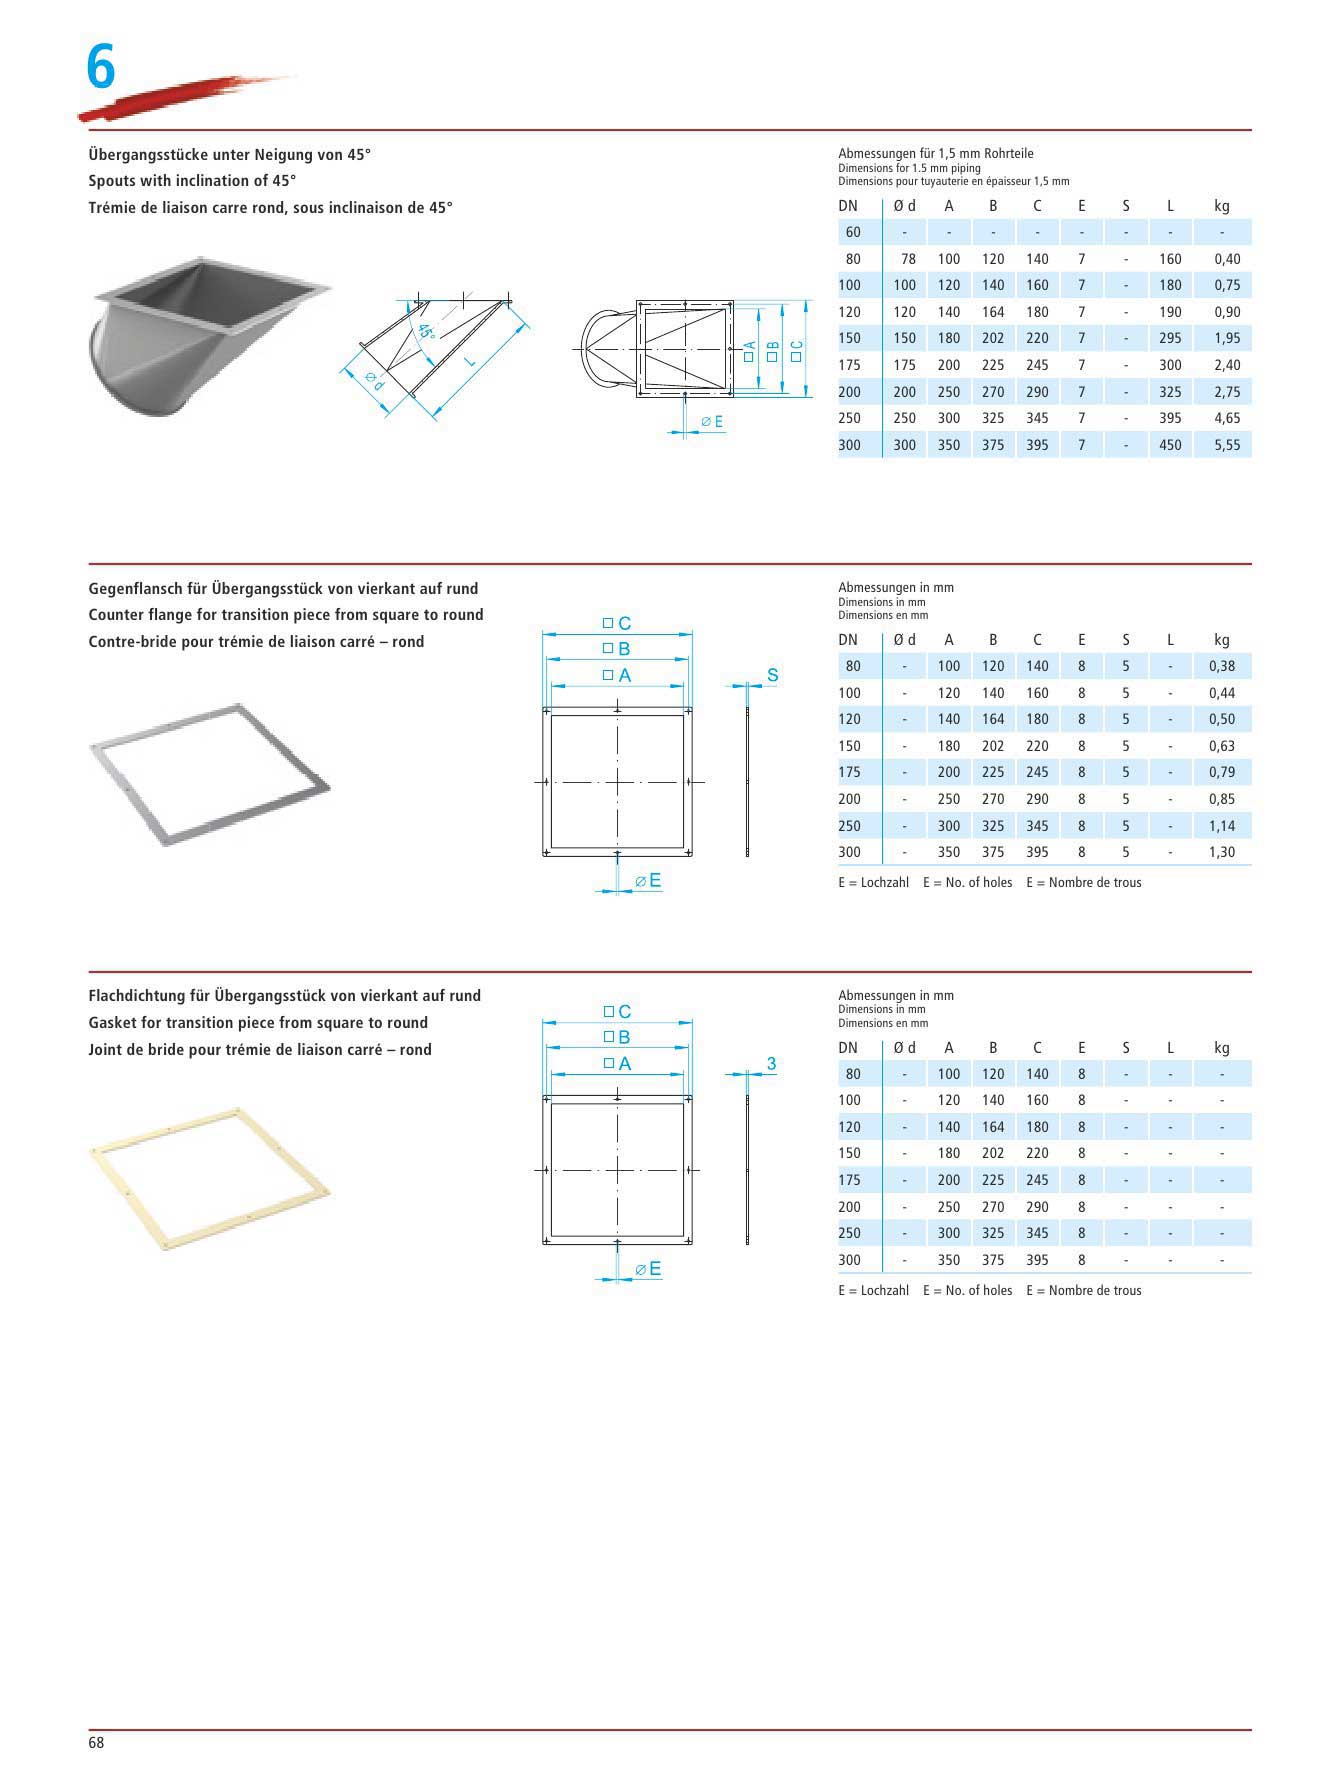 6
Übergangsstücke unter Neigung von 45°
Spouts with inclination of 45°
Trémie de liaison carre rond, sous inclinaison de 45°
45°
L
Ø d
□ A
□ B
□ C
Ø E
Abmessungen für 1,5 mm Rohrteile
Dimensions for 1.5 mm piping
Dimensions pour tuyauterie en épaisseur 1,5 mm
DN Ø d A B C E S L kg
60 - - - - - - - -
80 78 100 120 140 7 - 160 0,40
100 100 120 140 160 7 - 180 0,75
120 120 140 164 180 7 - 190 0,90
150 150 180 202 220 7 - 295 1,95
175 175 200 225 245 7 - 300 2,40
200 200 250 270 290 7 - 325 2,75
250 250 300 325 345 7 - 395 4,65
300 300 350 375 395 7 - 450 5,55
Gegenflansch für Übergangsstück von vierkant auf rund
Counter flange for transition piece from square to round
Contre-bride pour trémie de liaison carré – rond
□ C
□ B
□ A
S
Ø E
Abmessungen in mm
Dimensions in mm
Dimensions en mm
DN Ø d A B C E S L kg
80 - 100 120 140 8 5 - 0,38
100 - 120 140 160 8 5 - 0,44
120 - 140 164 180 8 5 - 0,50
150 - 180 202 220 8 5 - 0,63
175 - 200 225 245 8 5 - 0,79
200 - 250 270 290 8 5 - 0,85
250 - 300 325 345 8 5 - 1,14
300 - 350 375 395 8 5 - 1,30
E = Lochzahl E = No. of holes E = Nombre de trous
Flachdichtung für Übergangsstück von vierkant auf rund
Gasket for transition piece from square to round
Joint de bride pour trémie de liaison carré – rond
□ C
□ B
□ A
3
Ø E
Abmessungen in mm
Dimensions in mm
Dimensions en mm
DN Ø d A B C E S L kg
80 - 100 120 140 8 - - -
100 - 120 140 160 8 - - -
120 - 140 164 180 8 - - -
150 - 180 202 220 8 - - -
175 - 200 225 245 8 - - -
200 - 250 270 290 8 - - -
250 - 300 325 345 8 - - -
300 - 350 375 395 8 - - -
E = Lochzahl E = No. of holes E = Nombre de trous
68